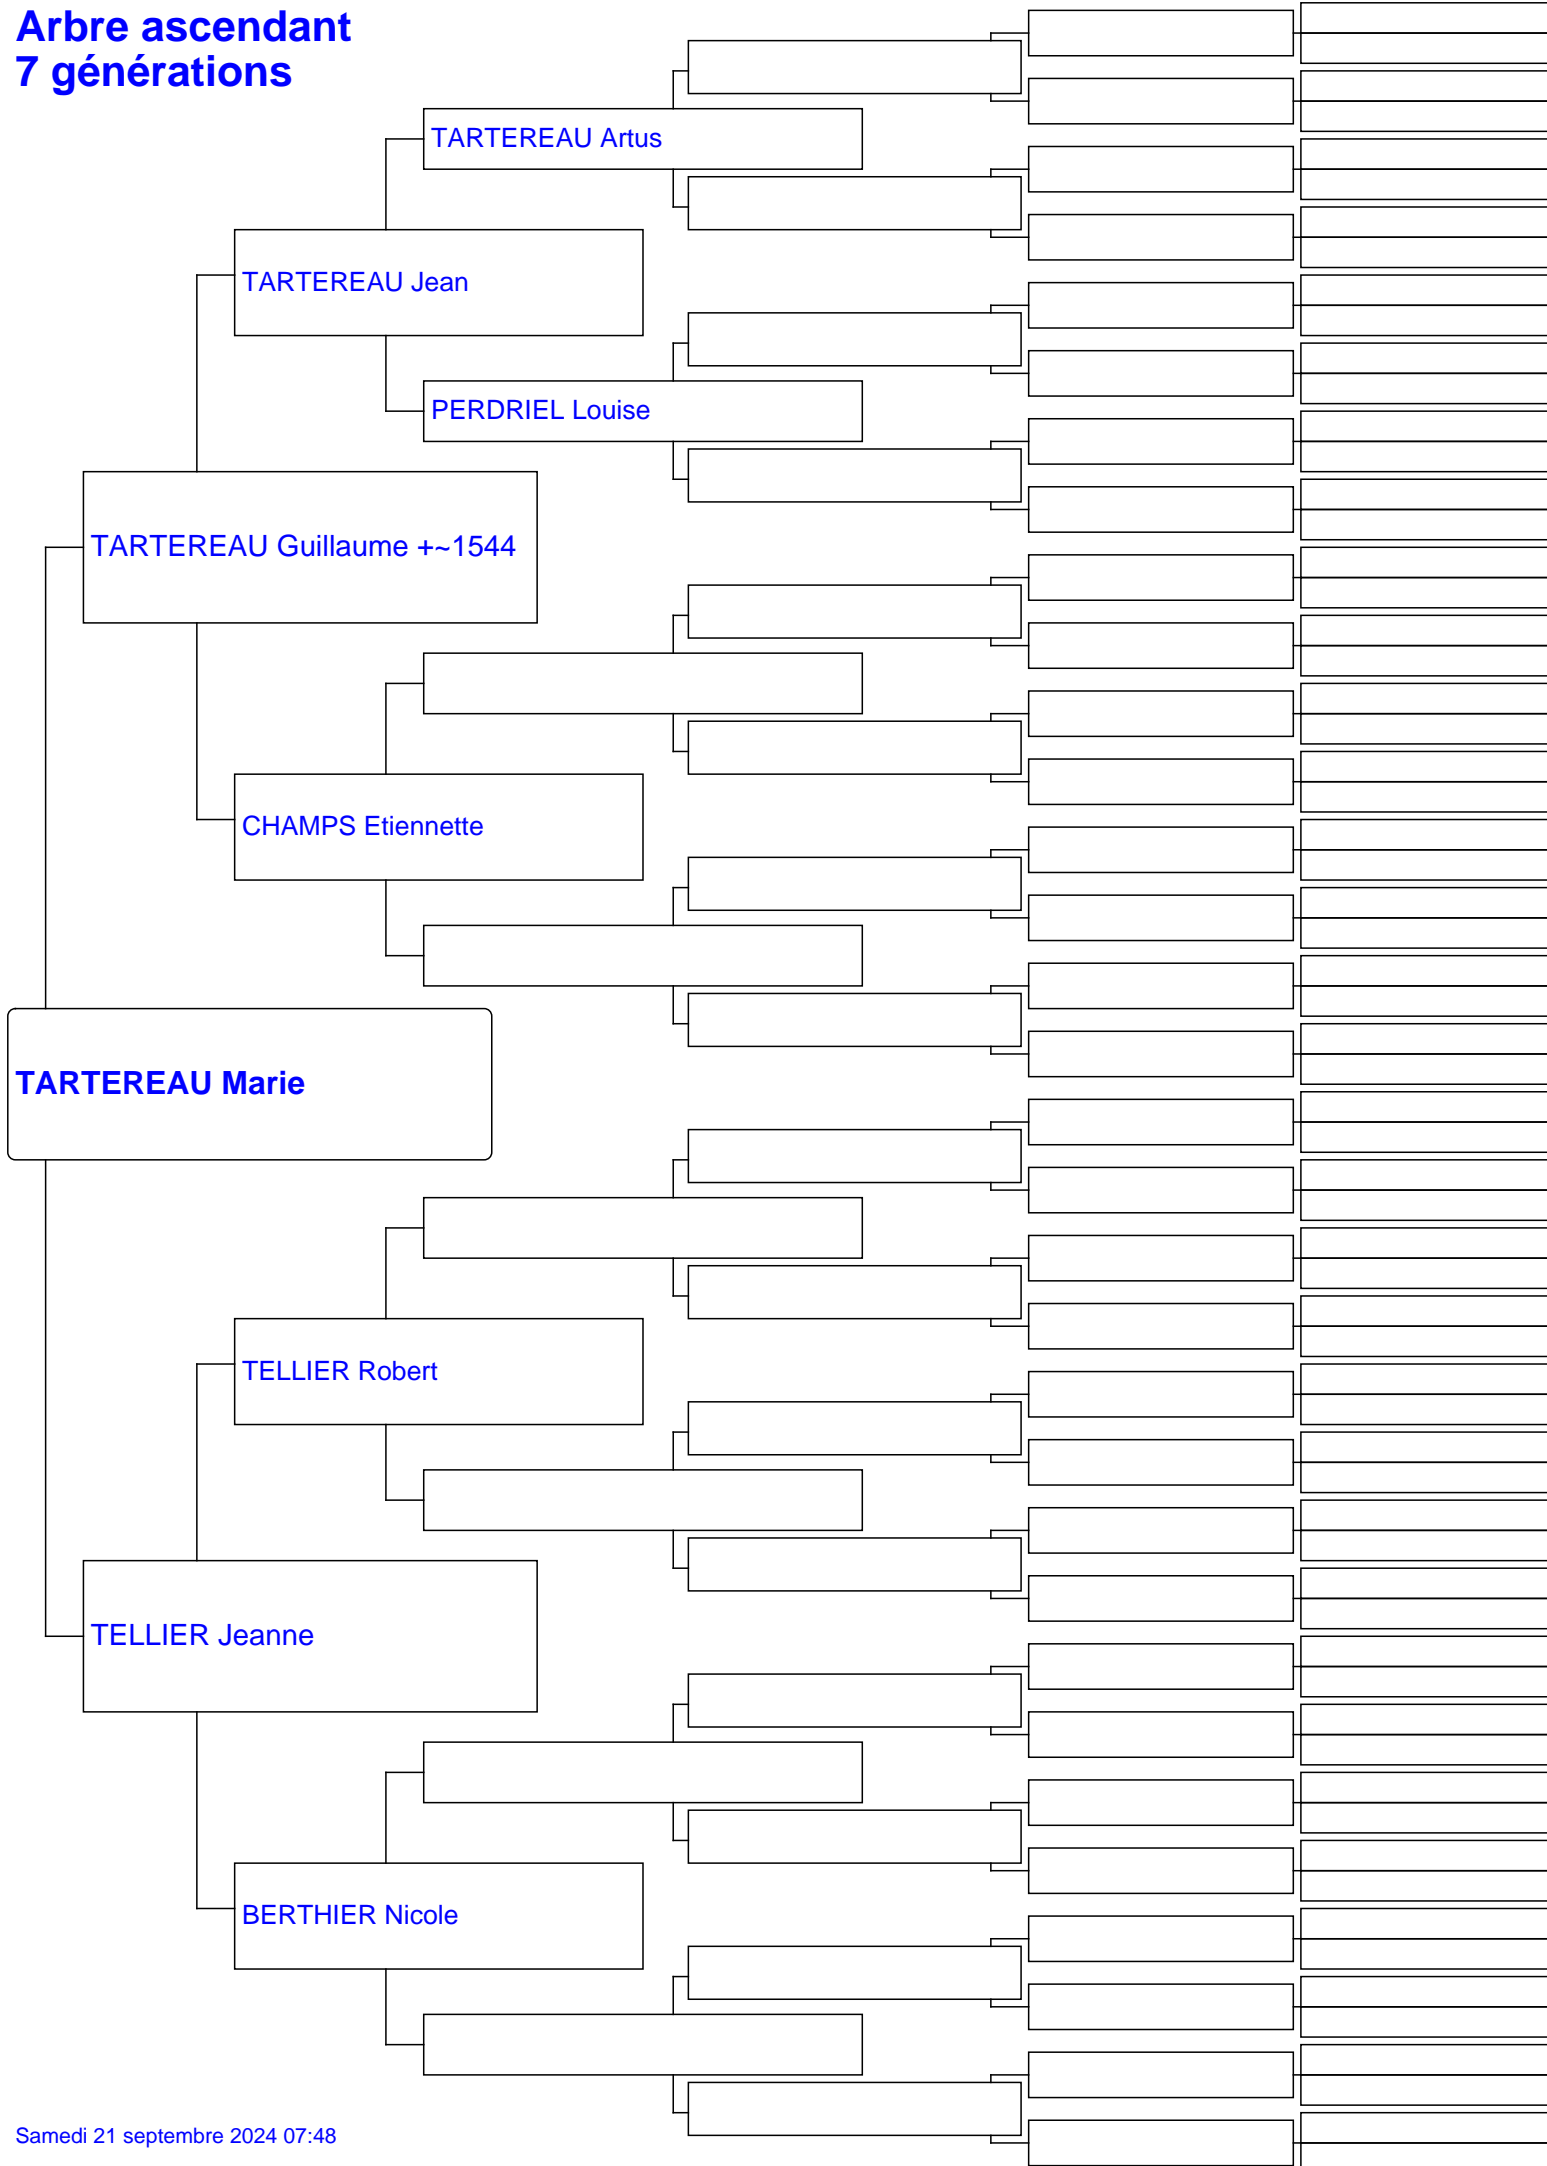 Arbre ascendant
7 générations
TARTEREAU Artus
TARTEREAU Jean
PERDRIEL Louise
TARTEREAU Guillaume +~1544
CHAMPS Etiennette
TARTEREAU Marie
TELLIER Robert
TELLIER Jeanne
BERTHIER Nicole
Samedi 21 septembre 2024 07:48